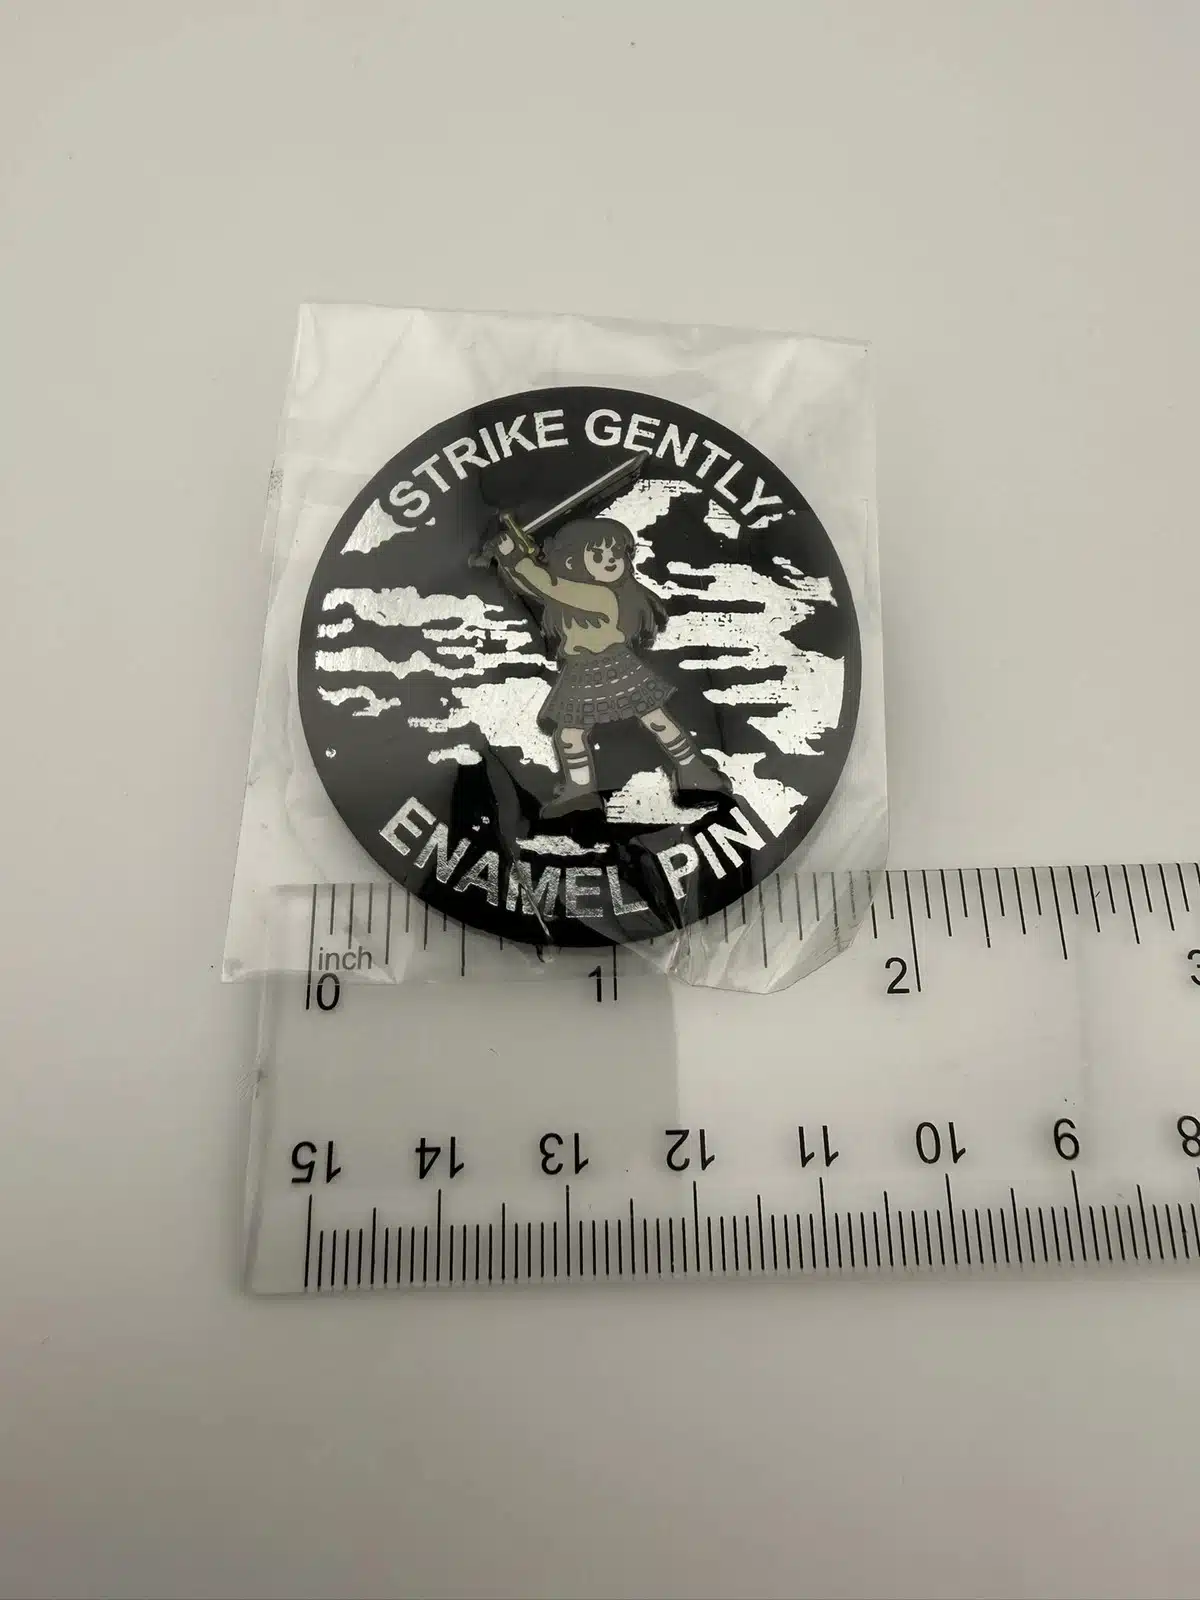 STRIKE GENTLY
ENAMEL PIN
inch
0 1 2 3
15 14 13 12 11 10 9 8